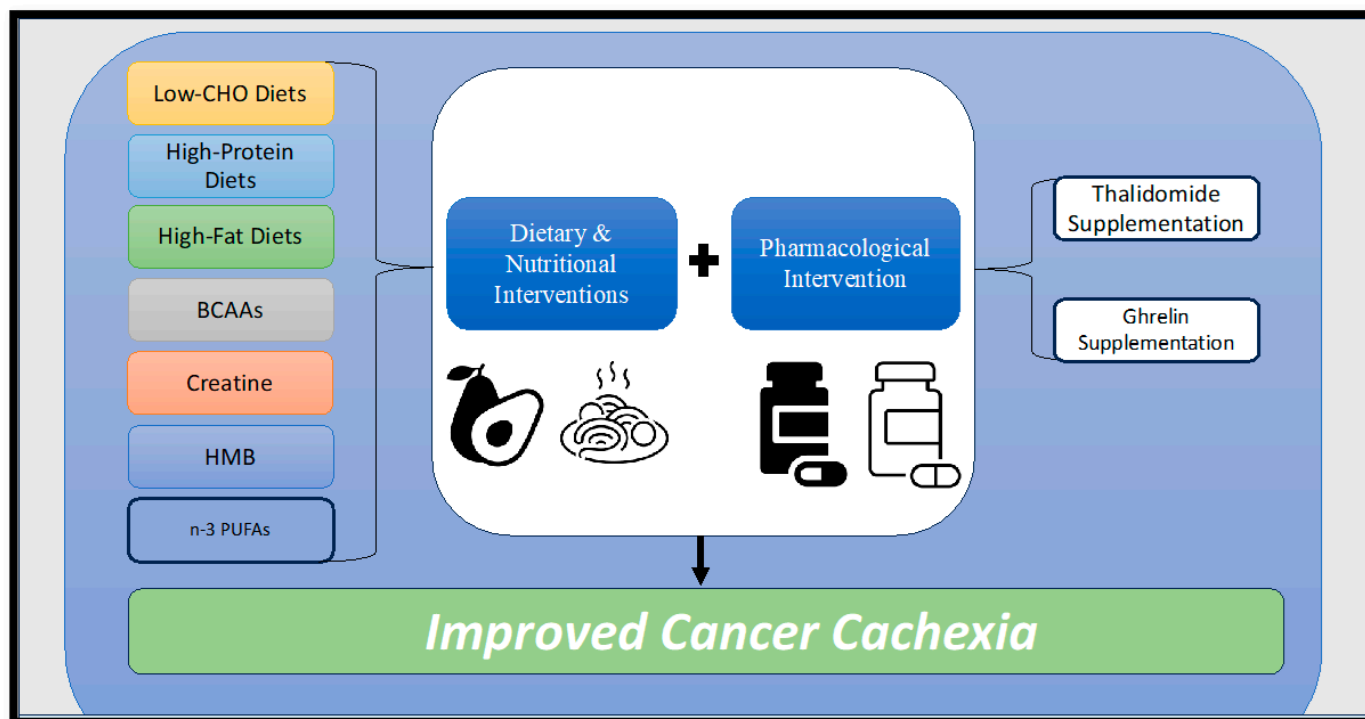 Low-CHO Diets
High-Protein
Diets
High-Fat Diets
BCAAs
Creatine
HMB
n-3 PUFAs
Dietary &
Nutritional
Interventions
Pharmacological
Intervention
Thalidomide
Supplementation
Ghrelin
Supplementation
Improved Cancer Cachexia